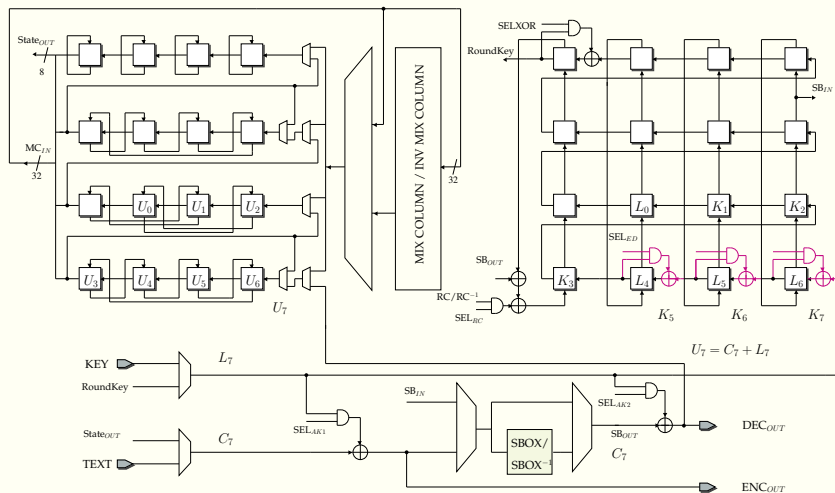 State_OUT
8
MC_IN
32
U_0
U_1
U_2
U_3
U_4
U_5
U_6
U_7
MIX COLUMN / INV MIX COLUMN
32
SELXOR
RoundKey
SB_IN
L_0
K_1
K_2
SEL_ED
SB_OUT
RC/RC^-1
SEL_RC
K_3
L_4
L_5
L_6
K_5
K_6
K_7
U_7 = C_7 + L_7
KEY
L_7
RoundKey
SEL_AK1
SB_IN
SEL_AK2
State_OUT
C_7
TEXT
SBOX/
SBOX^-1
SB_OUT
C_7
DEC_OUT
ENC_OUT